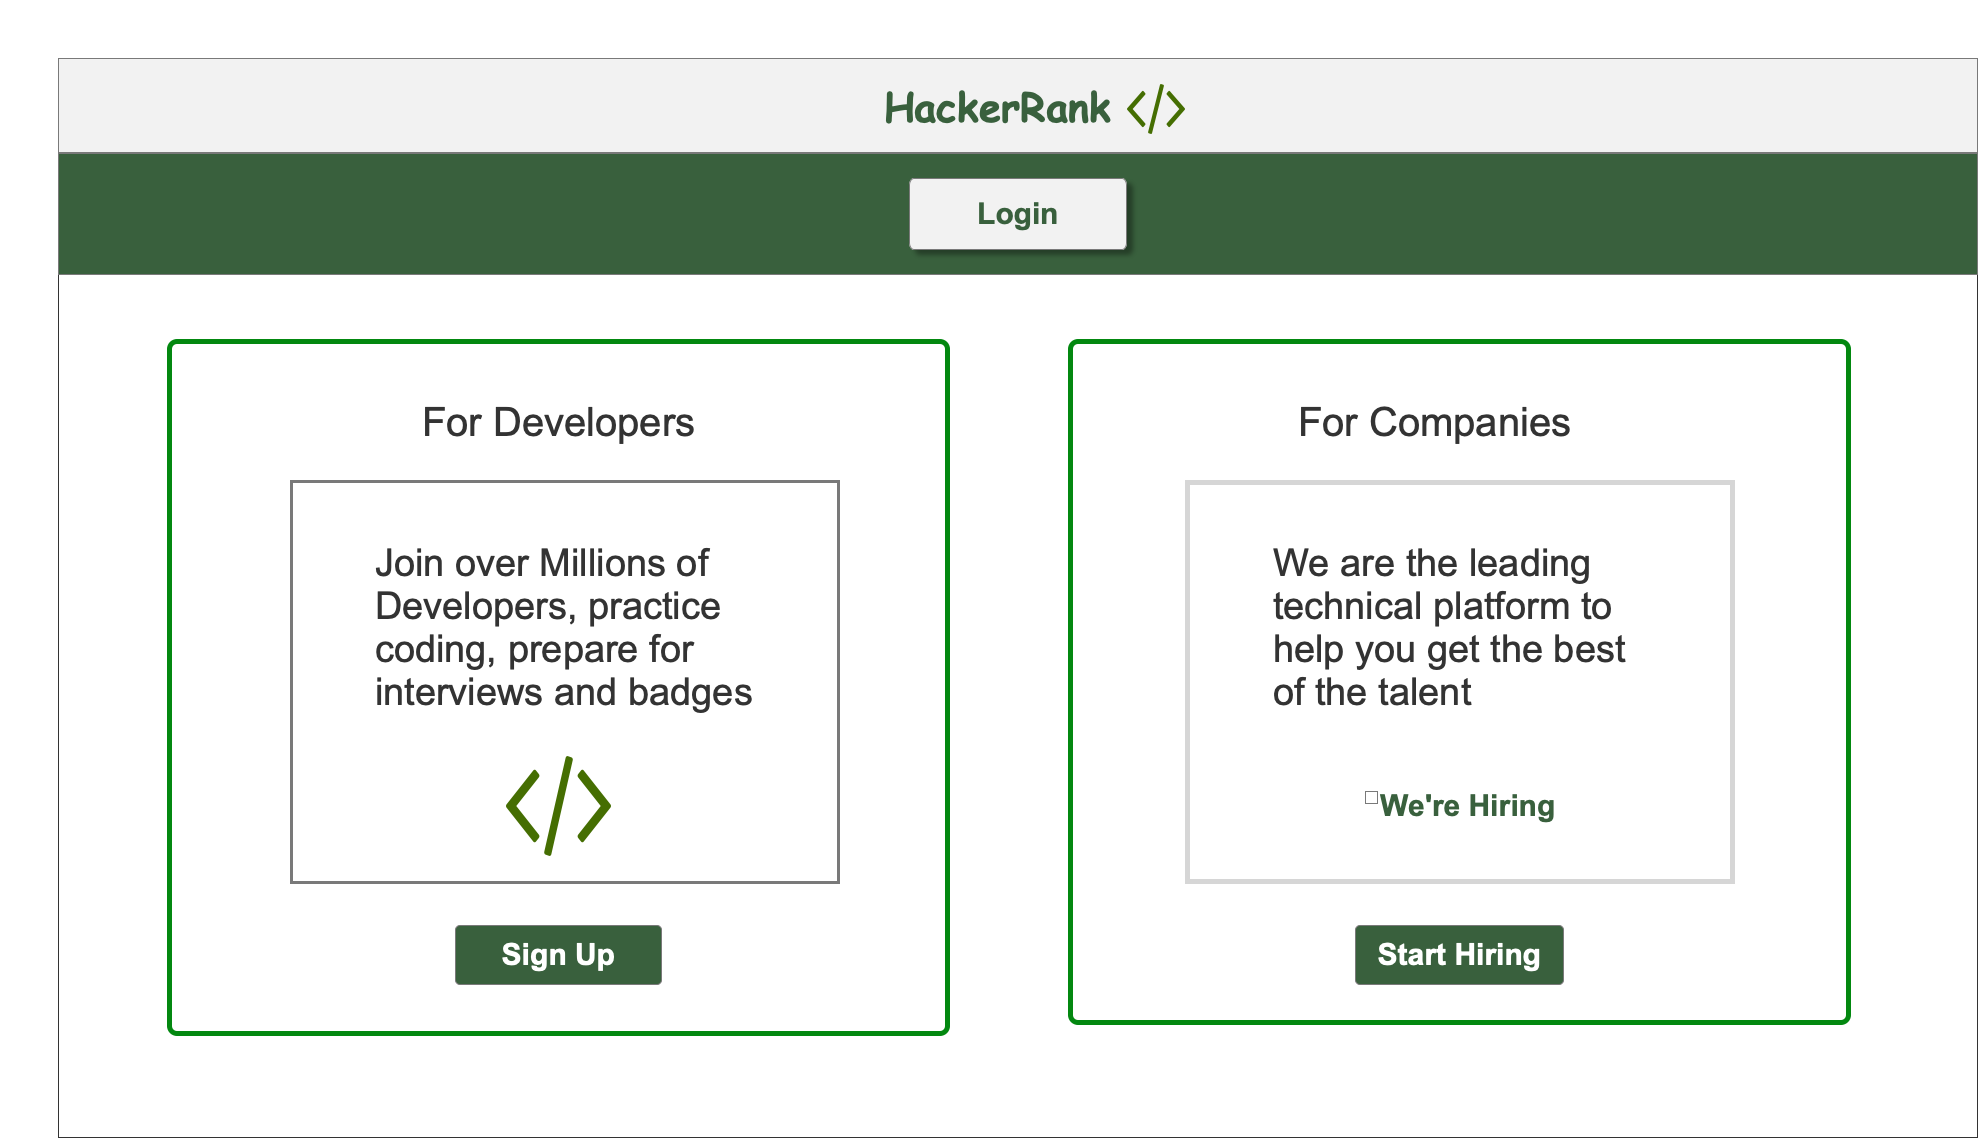 HackerRank </>
Login
For Developers
Join over Millions of
Developers, practice
coding, prepare for
interviews and badges
</>
Sign Up
For Companies
We are the leading
technical platform to
help you get the best
of the talent
We're Hiring
Start Hiring